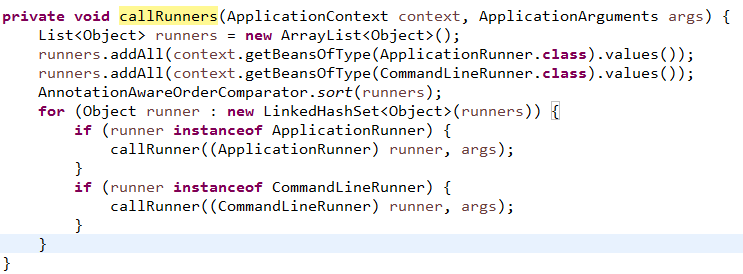 private void callRunners(ApplicationContext context, ApplicationArguments args) {
    List<Object> runners = new ArrayList<Object>();
    runners.addAll(context.getBeansOfType(ApplicationRunner.class).values());
    runners.addAll(context.getBeansOfType(CommandLineRunner.class).values());
    AnnotationAwareOrderComparator.sort(runners);
    for (Object runner : new LinkedHashSet<Object>(runners)) {
        if (runner instanceof ApplicationRunner) {
            callRunner((ApplicationRunner) runner, args);
        }
        if (runner instanceof CommandLineRunner) {
            callRunner((CommandLineRunner) runner, args);
        }
    }
}